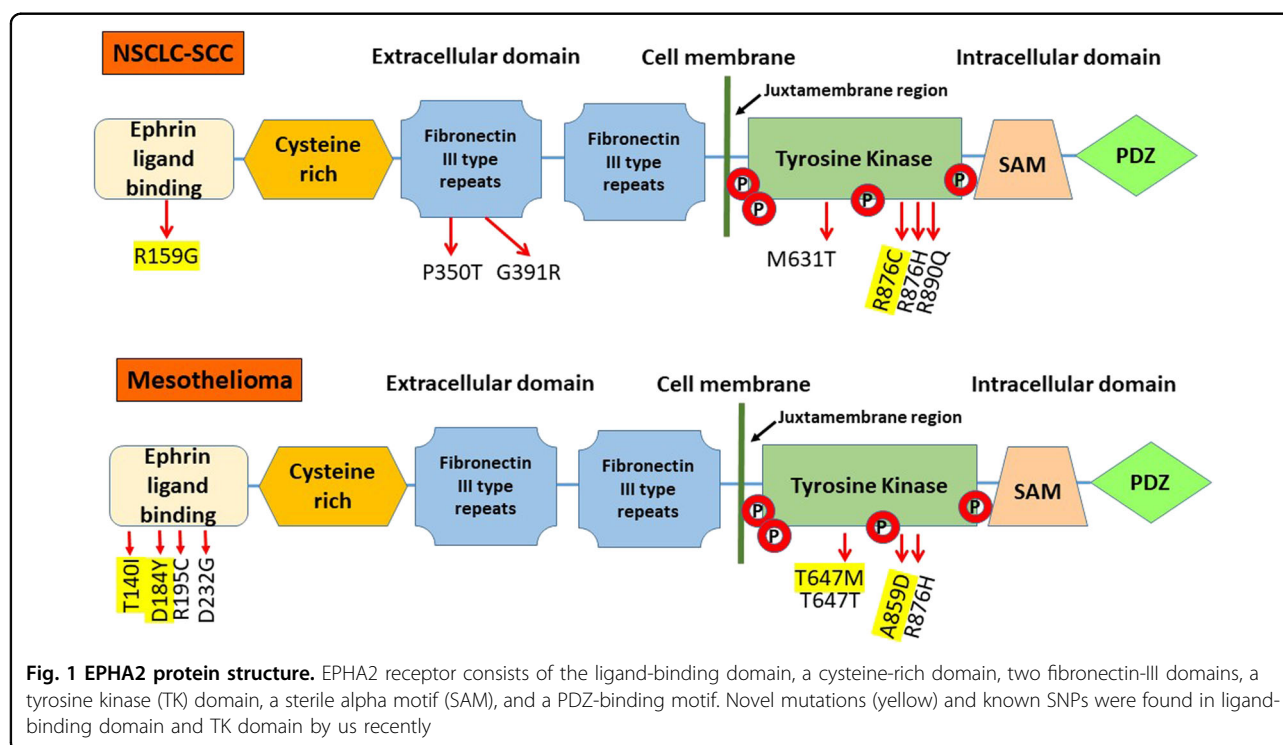 NSCLC-SCC
Extracellular domain
Cell membrane
Intracellular domain
Juxtamembrane region
Ephrin
ligand
binding
Cysteine
rich
Fibronectin
III type
repeats
Fibronectin
III type
repeats
Tyrosine Kinase
SAM
PDZ
P
P
P
P
R159G
P350T
G391R
M631T
R876C
R876H
R890Q
Mesothelioma
Extracellular domain
Cell membrane
Intracellular domain
Juxtamembrane region
Ephrin
ligand
binding
Cysteine
rich
Fibronectin
III type
repeats
Fibronectin
III type
repeats
Tyrosine Kinase
SAM
PDZ
P
P
P
P
T140I
D184Y
R195C
D232G
T647M
T647T
A859D
R876H
Fig. 1 EPHA2 protein structure. EPHA2 receptor consists of the ligand-binding domain, a cysteine-rich domain, two fibronectin-III domains, a
tyrosine kinase (TK) domain, a sterile alpha motif (SAM), and a PDZ-binding motif. Novel mutations (yellow) and known SNPs were found in ligand-
binding domain and TK domain by us recently